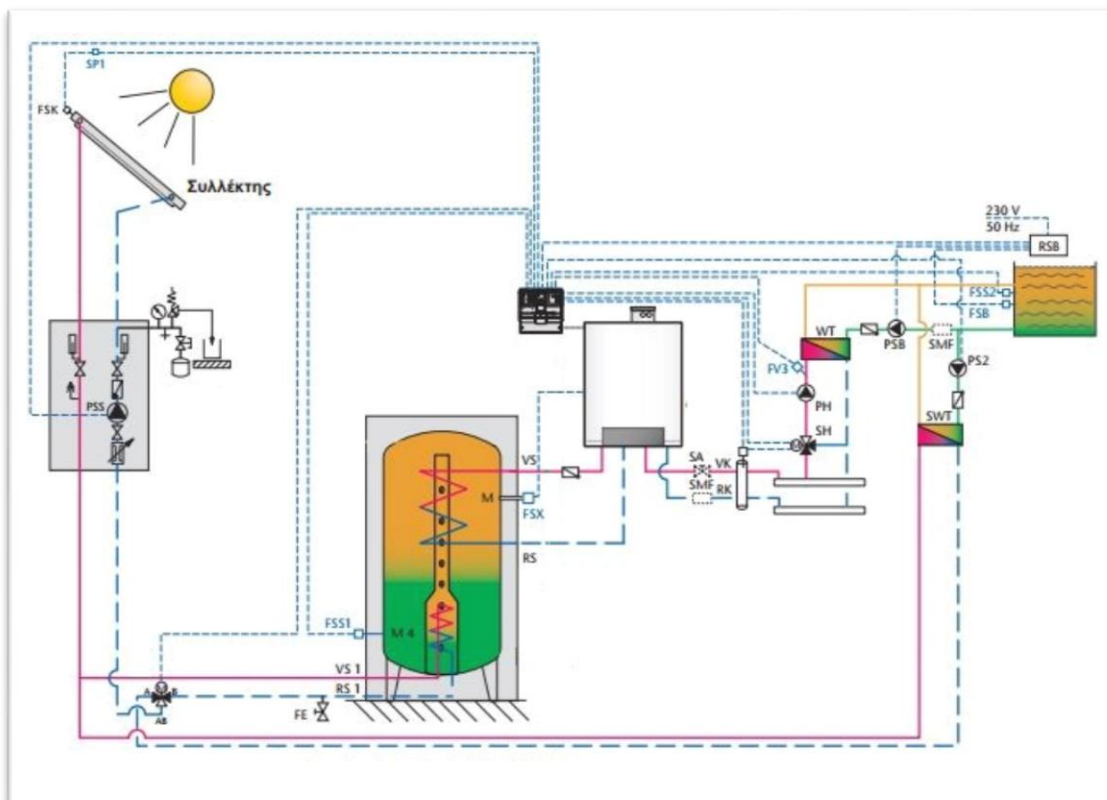 SP1
FSK
Συλλέκτης
230 V
50 Hz
RSB
FSS2
FSB
WT
PSB
SMF
PS2
FV3
PH
SWT
SH
PSS
VS
SA
VK
SMF
RK
M
FSX
RS
FSS1
M 4
VS 1
RS 1
A
B
AB
FE